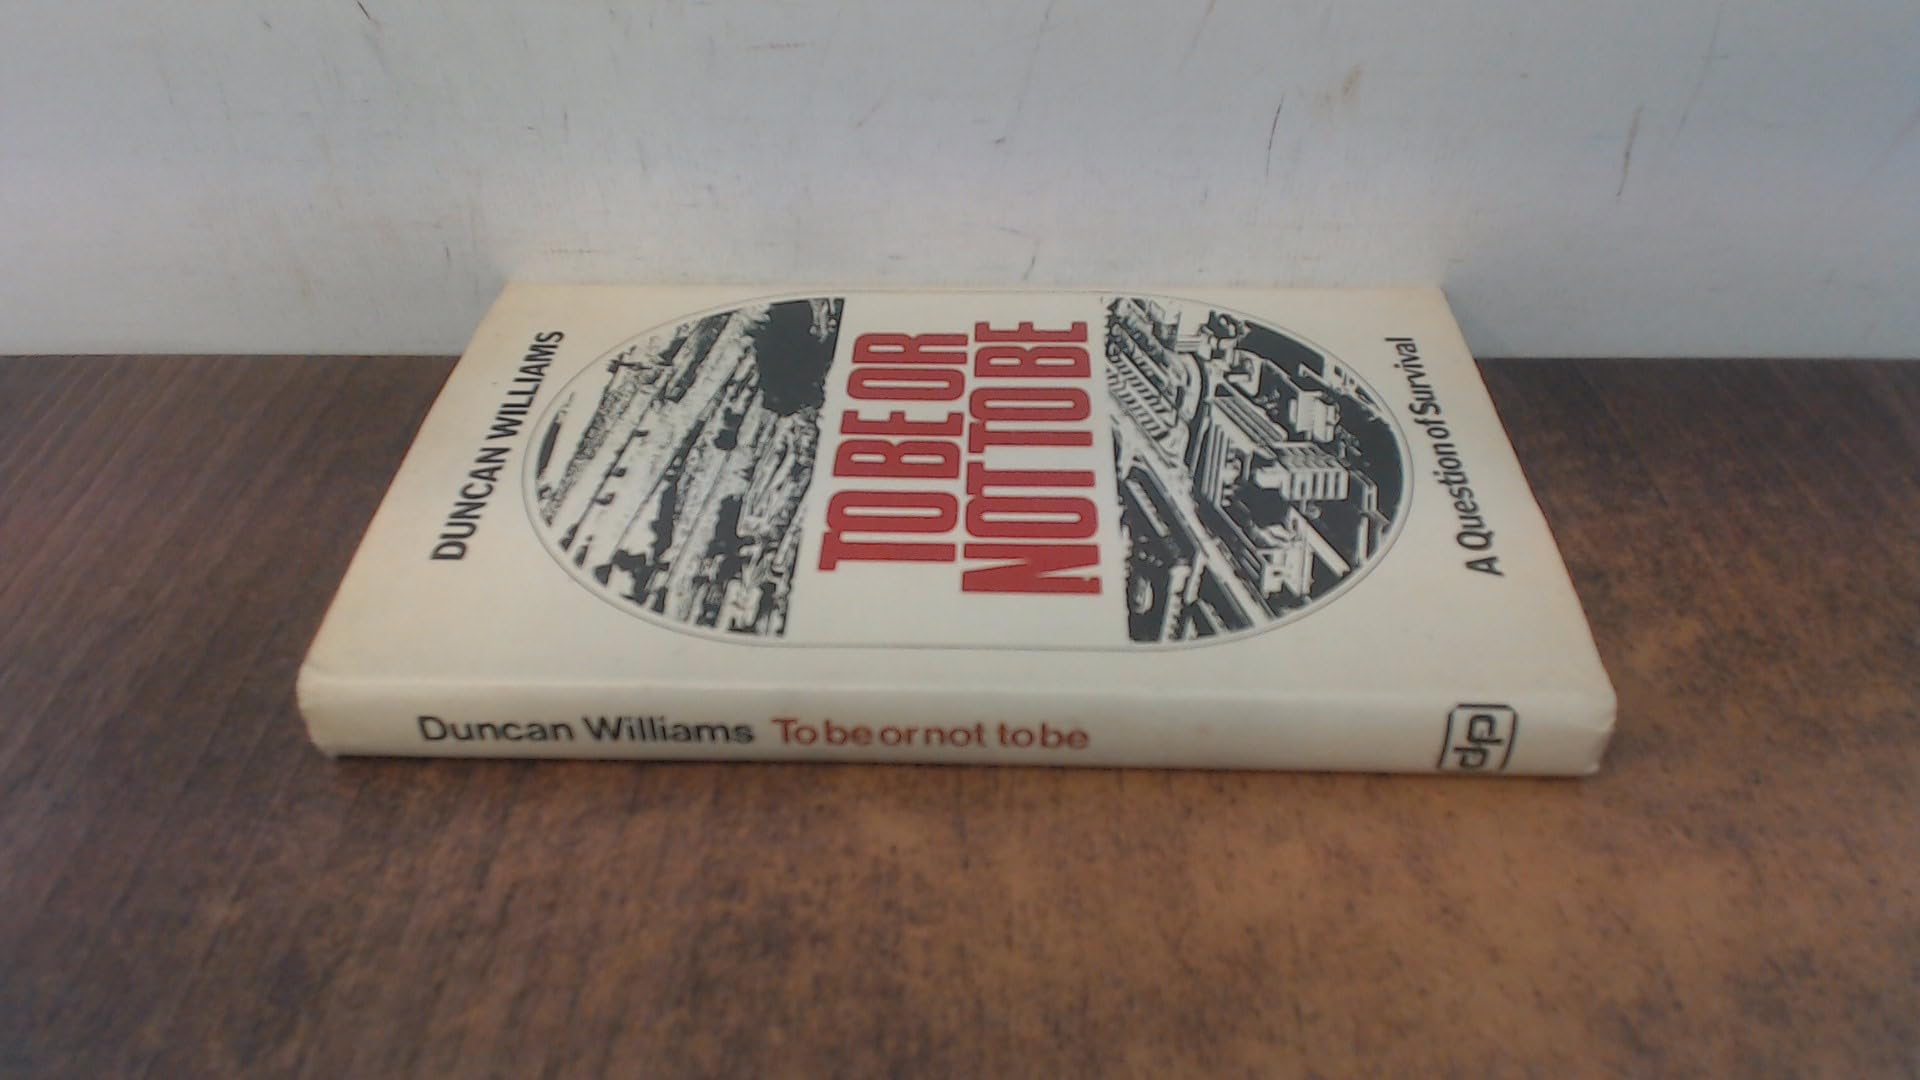 DUNCAN WILLIAMS
TO BE OR
NOT TO BE
A Question of Survival
Duncan Williams To be or not to be
dp